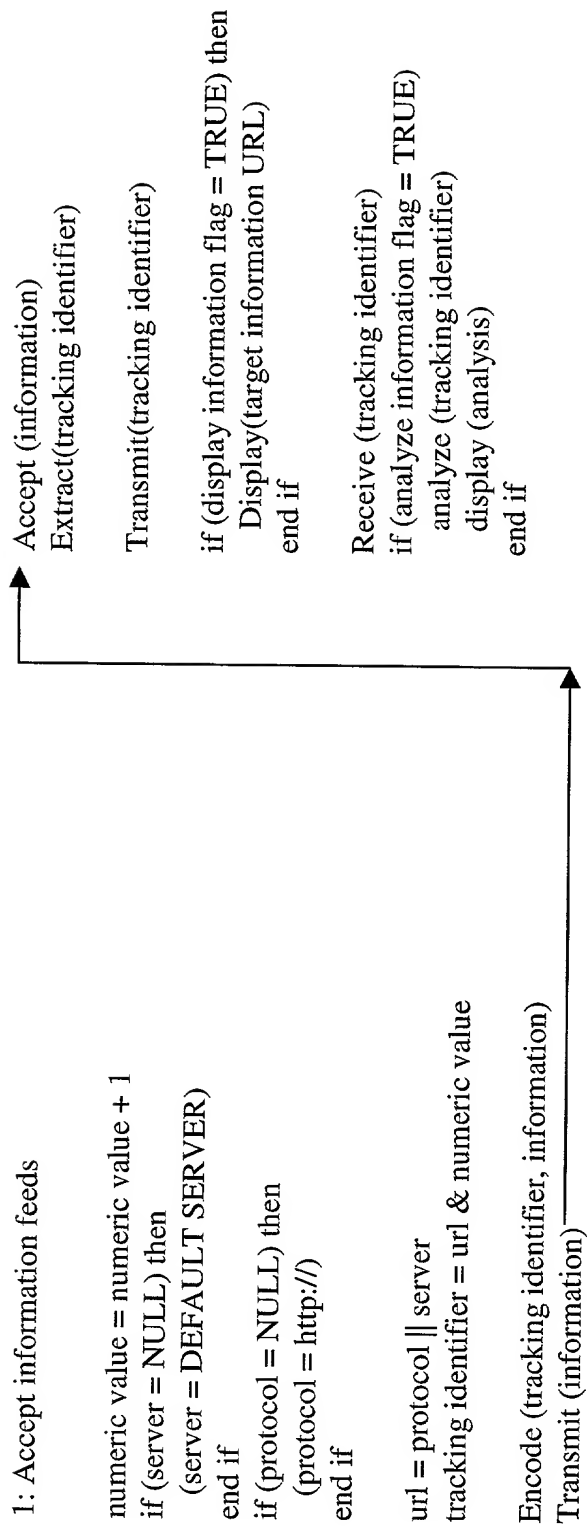 1: Accept information feeds
numeric value = numeric value + 1
if (server = NULL) then
(server = DEFAULT SERVER)
end if
if (protocol = NULL) then
(protocol = http://)
end if
url = protocol || server
tracking identifier = url & numeric value
Encode (tracking identifier, information)
Transmit (information)
Accept (information)
Extract(tracking identifier)
Transmit(tracking identifier)
if (display information flag = TRUE) then
Display(target information URL)
end if
Receive (tracking identifier)
if (analyze information flag = TRUE)
analyze (tracking identifier)
display (analysis)
end if